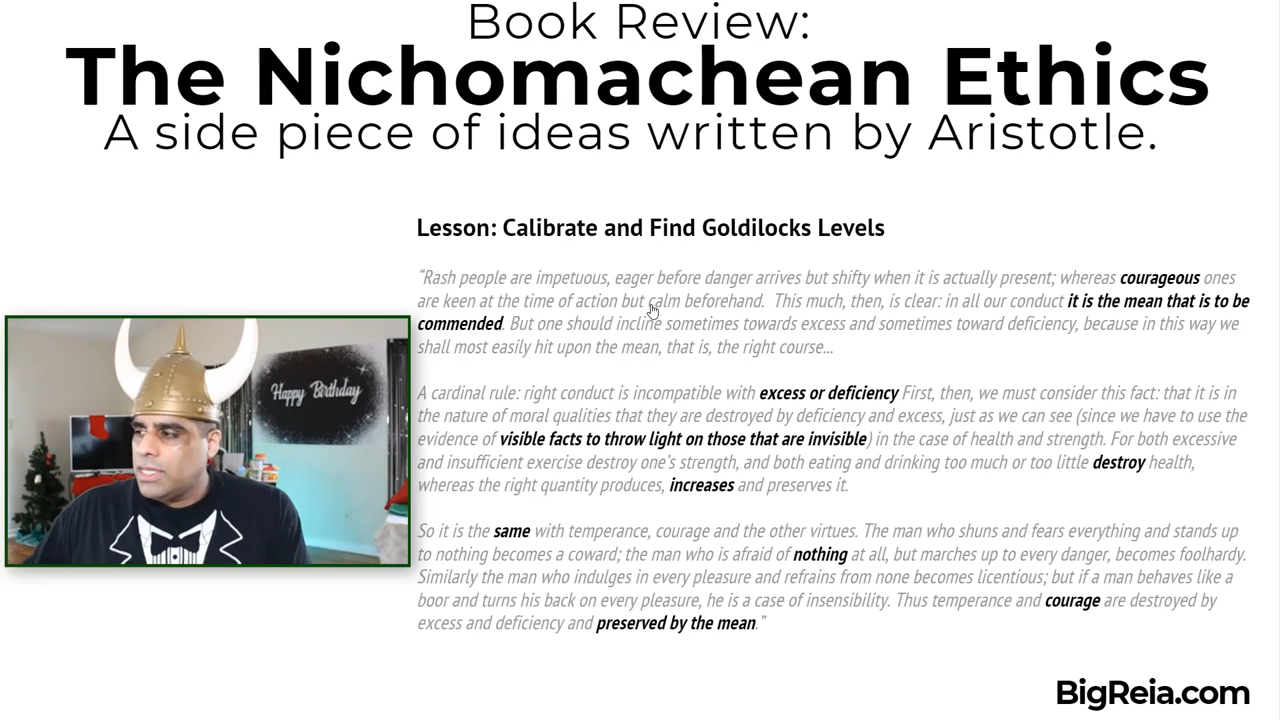 Book Review:
The Nichomachean Ethics
A side piece of ideas written by Aristotle.
Lesson: Calibrate and Find Goldilocks Levels
“Rash people are impetuous, eager before danger arrives but shifty when it is actually present; whereas courageous ones
are keen at the time of action but calm beforehand. This much, then, is clear: in all our conduct it is the mean that is to be
commended. But one should incline sometimes towards excess and sometimes toward deficiency, because in this way we
shall most easily hit upon the mean, that is, the right course...
A cardinal rule: right conduct is incompatible with excess or deficiency First, then, we must consider this fact: that it is in
the nature of moral qualities that they are destroyed by deficiency and excess, just as we can see (since we have to use the
evidence of visible facts to throw light on those that are invisible) in the case of health and strength. For both excessive
and insufficient exercise destroy one's strength, and both eating and drinking too much or too little destroy health,
whereas the right quantity produces, increases and preserves it.
So it is the same with temperance, courage and the other virtues. The man who shuns and fears everything and stands up
to nothing becomes a coward; the man who is afraid of nothing at all, but marches up to every danger, becomes foolhardy.
Similarly the man who indulges in every pleasure and refrains from none becomes licentious; but if a man behaves like a
boor and turns his back on every pleasure, he is a case of insensibility. Thus temperance and courage are destroyed by
excess and deficiency and preserved by the mean.”
Happy Birthday
BigReia.com